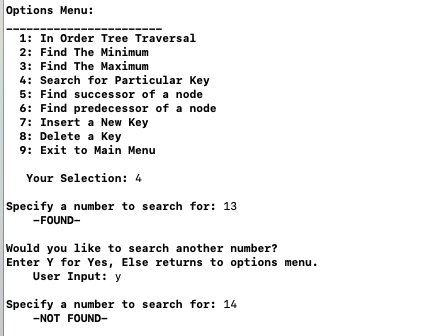 Options Menu:
_______________________
1: In Order Tree Traversal
2: Find The Minimum
3: Find The Maximum
4: Search for Particular Key
5: Find successor of a node
6: Find predecessor of a node
7: Insert a New Key
8: Delete a Key
9: Exit to Main Menu
Your Selection: 4
Specify a number to search for: 13
—FOUND—
Would you like to search another number?
Enter Y for Yes, Else returns to options menu.
User Input: y
Specify a number to search for: 14
—NOT FOUND—